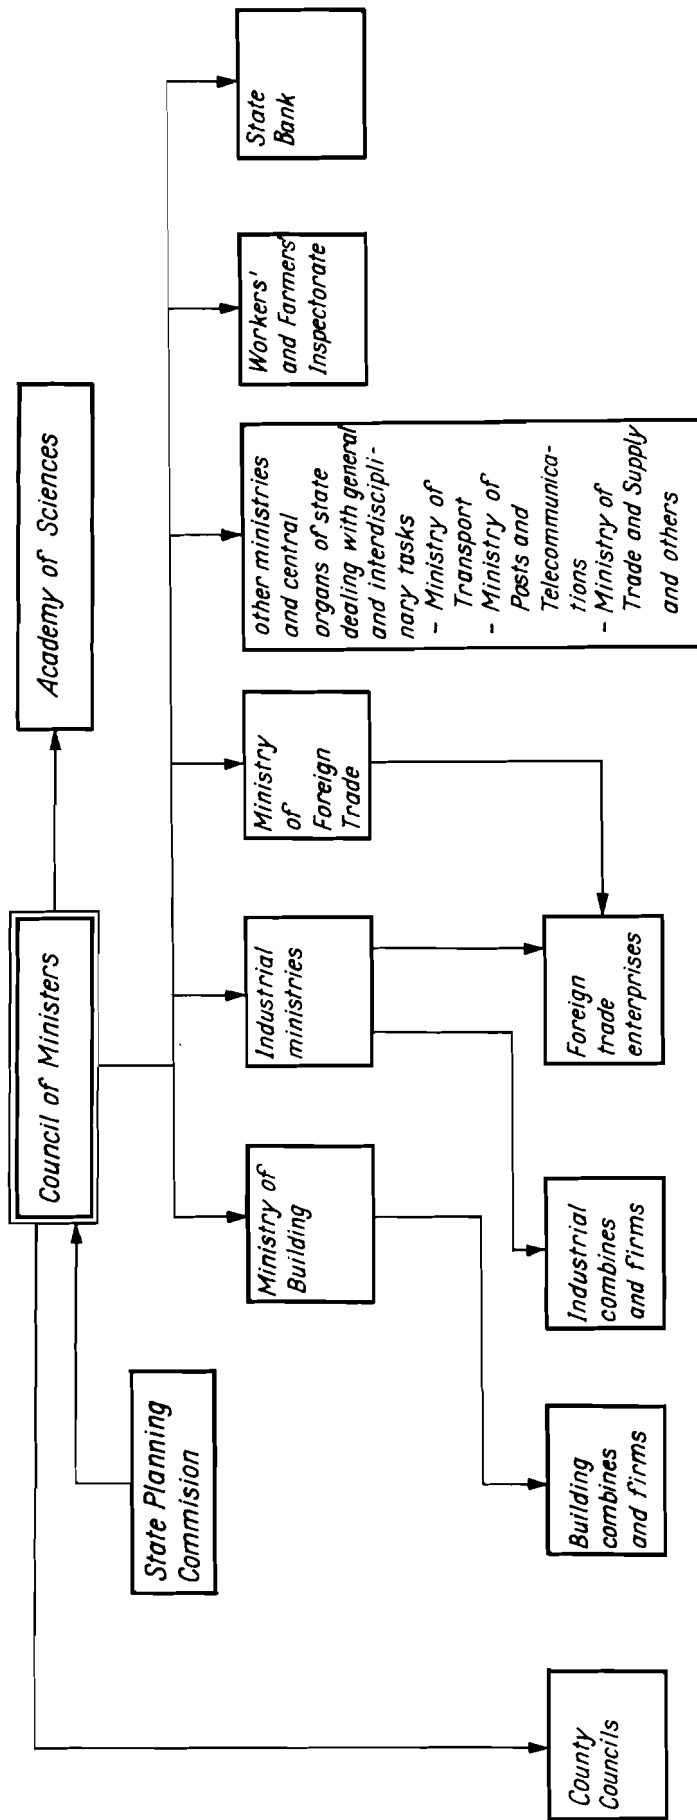 Council of Ministers
Academy of Sciences
State Planning
Commision
Ministry of
Building
Industrial
ministries
Ministry
of
Foreign
Trade
other ministries
and central
organs of state
dealing with general
and interdiscipli-
nary tasks
- Ministry of
Transport
- Ministry of
Posts and
Telecommunica-
tions
- Ministry of
Trade and Supply
and others
Workers'
and Farmers'
Inspectorate
State
Bank
County
Councils
Building
combines
and firms
Industrial
combines
and firms
Foreign
trade
enterprises